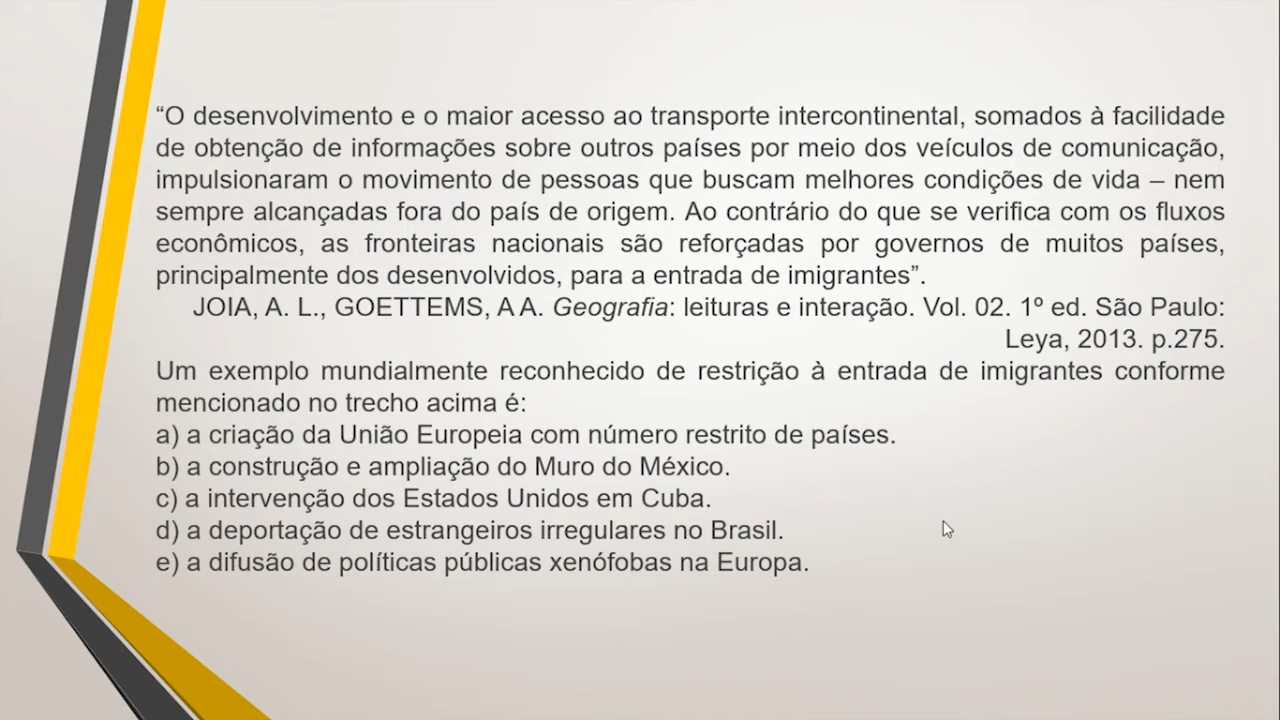 “O desenvolvimento e o maior acesso ao transporte intercontinental, somados à facilidade
de obtenção de informações sobre outros países por meio dos veículos de comunicação,
impulsionaram o movimento de pessoas que buscam melhores condições de vida – nem
sempre alcançadas fora do país de origem. Ao contrário do que se verifica com os fluxos
econômicos, as fronteiras nacionais são reforçadas por governos de muitos países,
principalmente dos desenvolvidos, para a entrada de imigrantes”.
JOIA, A. L., GOETTEMS, A A. Geografia: leituras e interação. Vol. 02. 1º ed. São Paulo:
Leya, 2013. p.275.
Um exemplo mundialmente reconhecido de restrição à entrada de imigrantes conforme
mencionado no trecho acima é:
a) a criação da União Europeia com número restrito de países.
b) a construção e ampliação do Muro do México.
c) a intervenção dos Estados Unidos em Cuba.
d) a deportação de estrangeiros irregulares no Brasil.
e) a difusão de políticas públicas xenófobas na Europa.